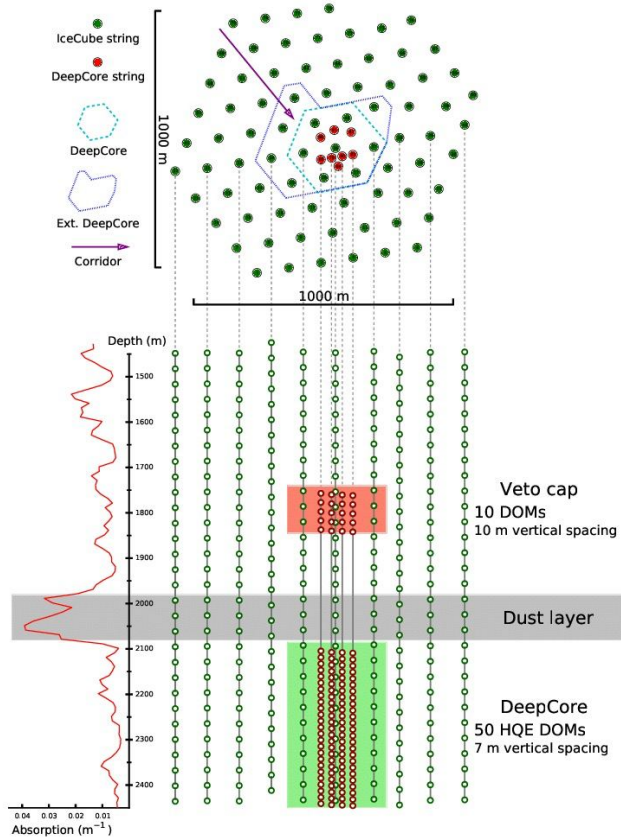 IceCube string
DeepCore string
DeepCore
Ext. DeepCore
Corridor
1000 m
1000 m
Depth (m)
1500
1600
1700
1800
1900
2000
2100
2200
2300
2400
Veto cap
10 DOMs
10 m vertical spacing
Dust layer
DeepCore
50 HQE DOMs
7 m vertical spacing
0.04 0.03 0.02 0.01
Absorption (m⁻¹)